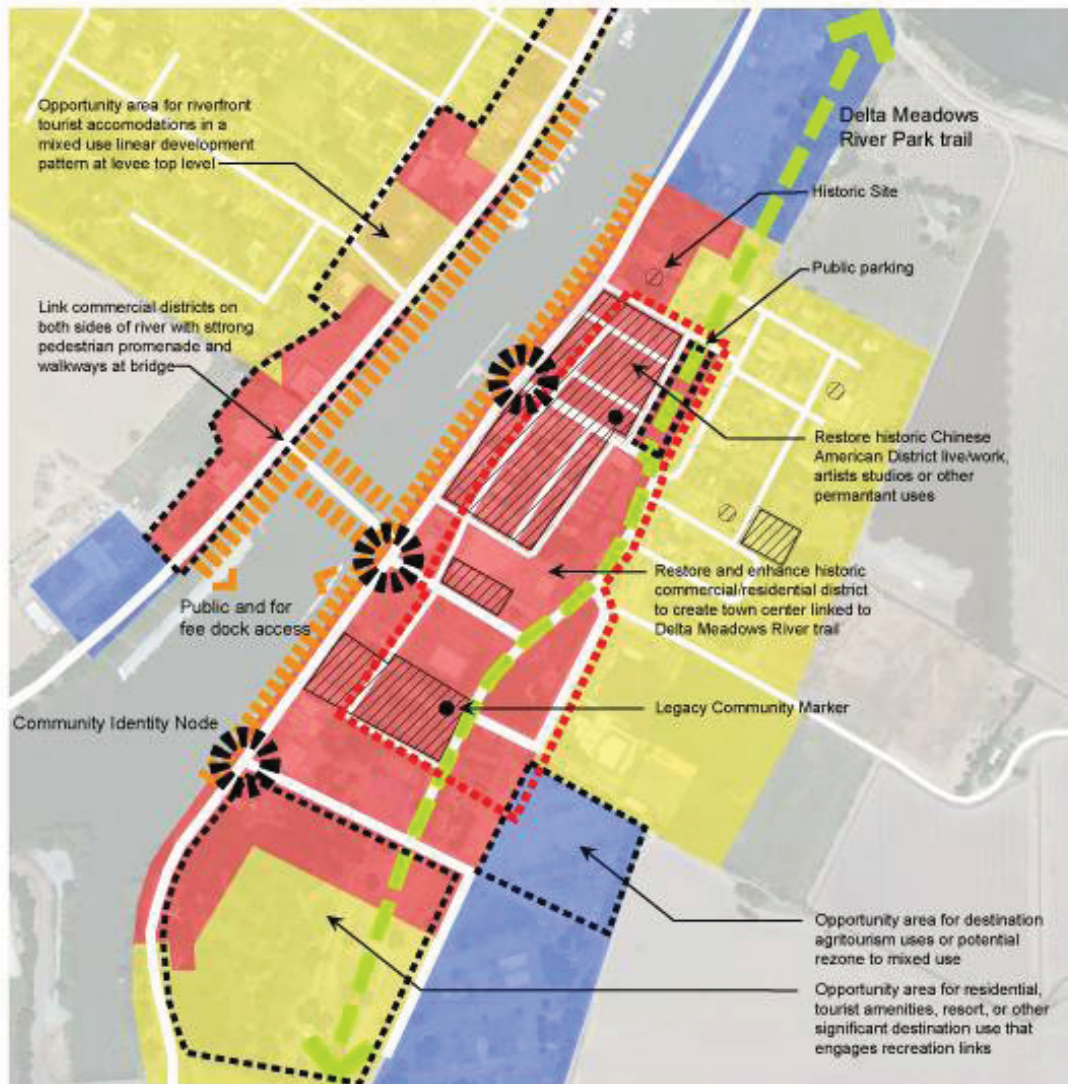 Opportunity area for riverfront
tourist accomodations in a
mixed use linear development
pattern at levee top level
Delta Meadows
River Park trail
Historic Site
Public parking
Link commercial districts on
both sides of river with sttrong
pedestrian promenade and
walkways at bridge
Restore historic Chinese
American District live/work,
artists studios or other
permantant uses
Restore and enhance historic
commercial/residential district
to create town center linked to
Delta Meadows River trail
Public and for
fee dock access
Legacy Community Marker
Community Identity Node
Opportunity area for destination
agritourism uses or potential
rezone to mixed use
Opportunity area for residential,
tourist amenities, resort, or other
significant destination use that
engages recreation links